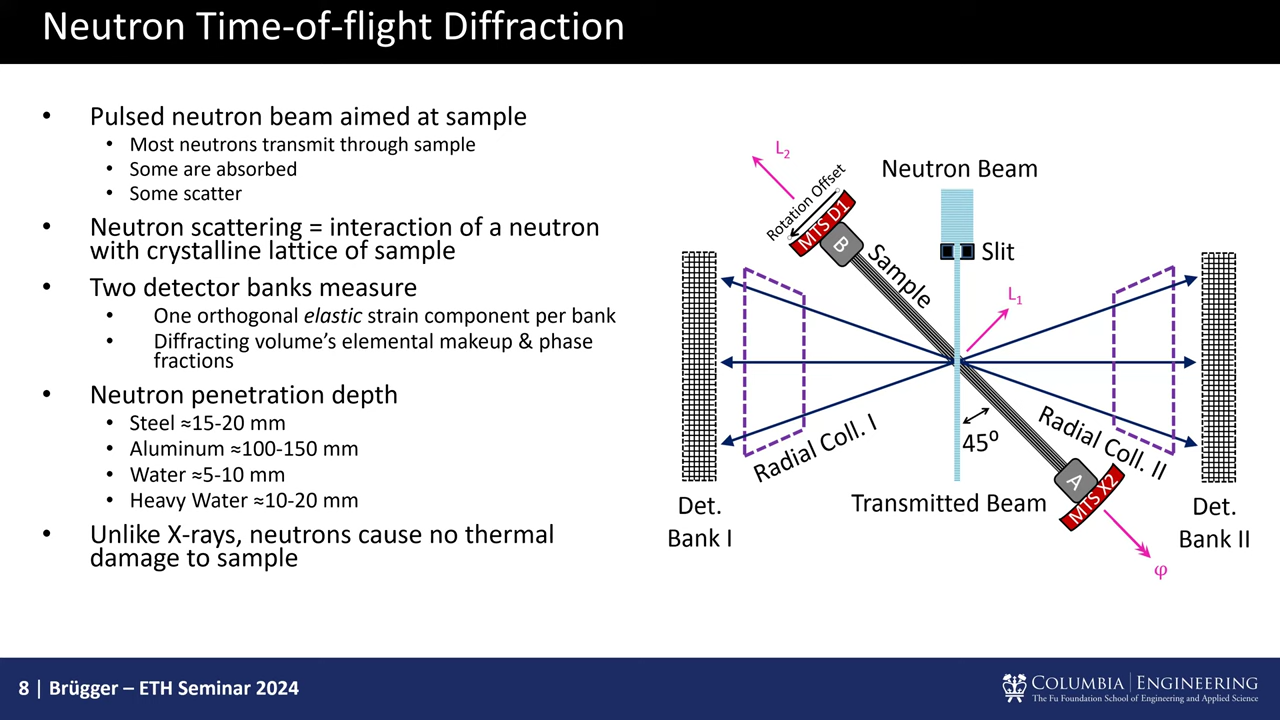 Neutron Time-of-flight Diffraction
• Pulsed neutron beam aimed at sample
• Most neutrons transmit through sample
• Some are absorbed
• Some scatter
• Neutron scattering = interaction of a neutron
with crystalline lattice of sample
• Two detector banks measure
• One orthogonal elastic strain component per bank
• Diffracting volume's elemental makeup & phase
fractions
• Neutron penetration depth
• Steel ≈15-20 mm
• Aluminum ≈100-150 mm
• Water ≈5-10 mm
• Heavy Water ≈10-20 mm
• Unlike X-rays, neutrons cause no thermal
damage to sample
L₂
Rotation Offset
MTS D1
B
Sample
Neutron Beam
Slit
L₁
Radial Coll. I
45º
Radial Coll. II
A
MTS X2
φ
Transmitted Beam
Det.
Bank I
Det.
Bank II
8 | Brügger – ETH Seminar 2024
COLUMBIA | ENGINEERING
The Fu Foundation School of Engineering and Applied Science